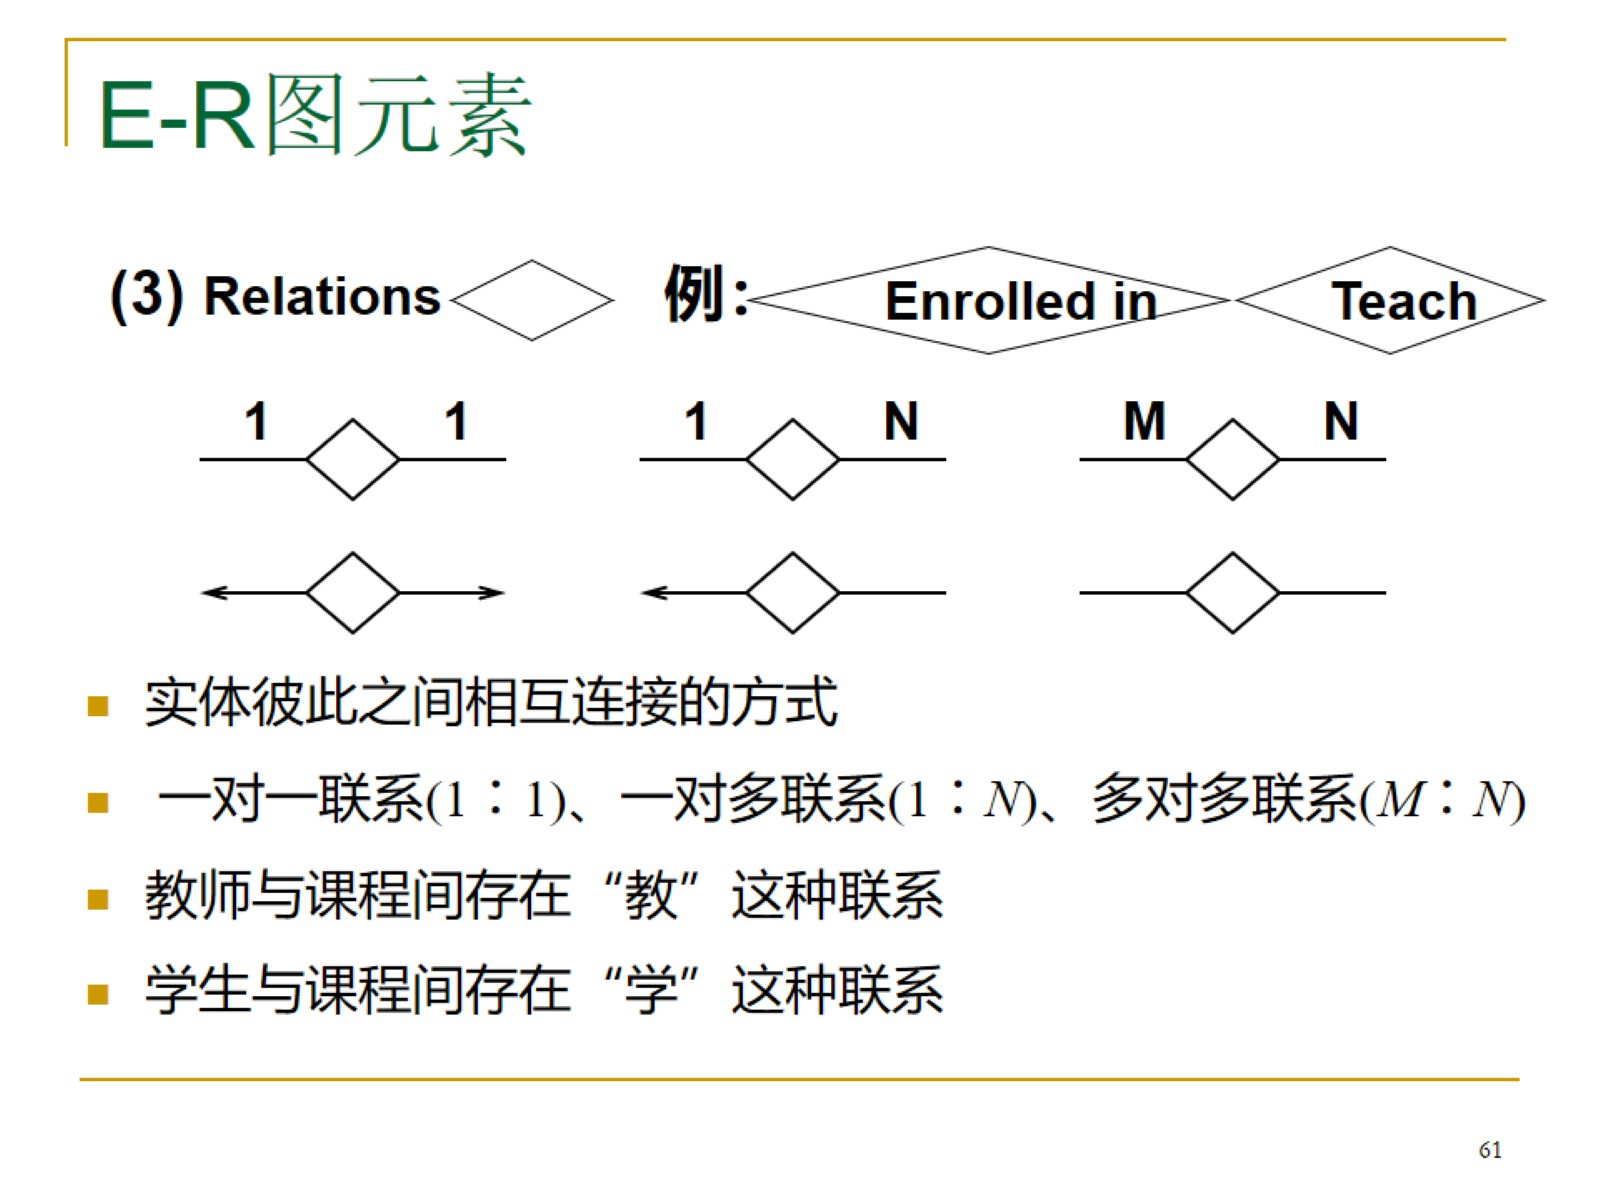 E-R图元素
(3) Relations 例: Enrolled in Teach
1 1 1 N M N
实体彼此之间相互连接的方式
一对一联系(1∶1)、一对多联系(1∶N)、多对多联系(M∶N)
教师与课程间存在“教”这种联系
学生与课程间存在“学”这种联系
61